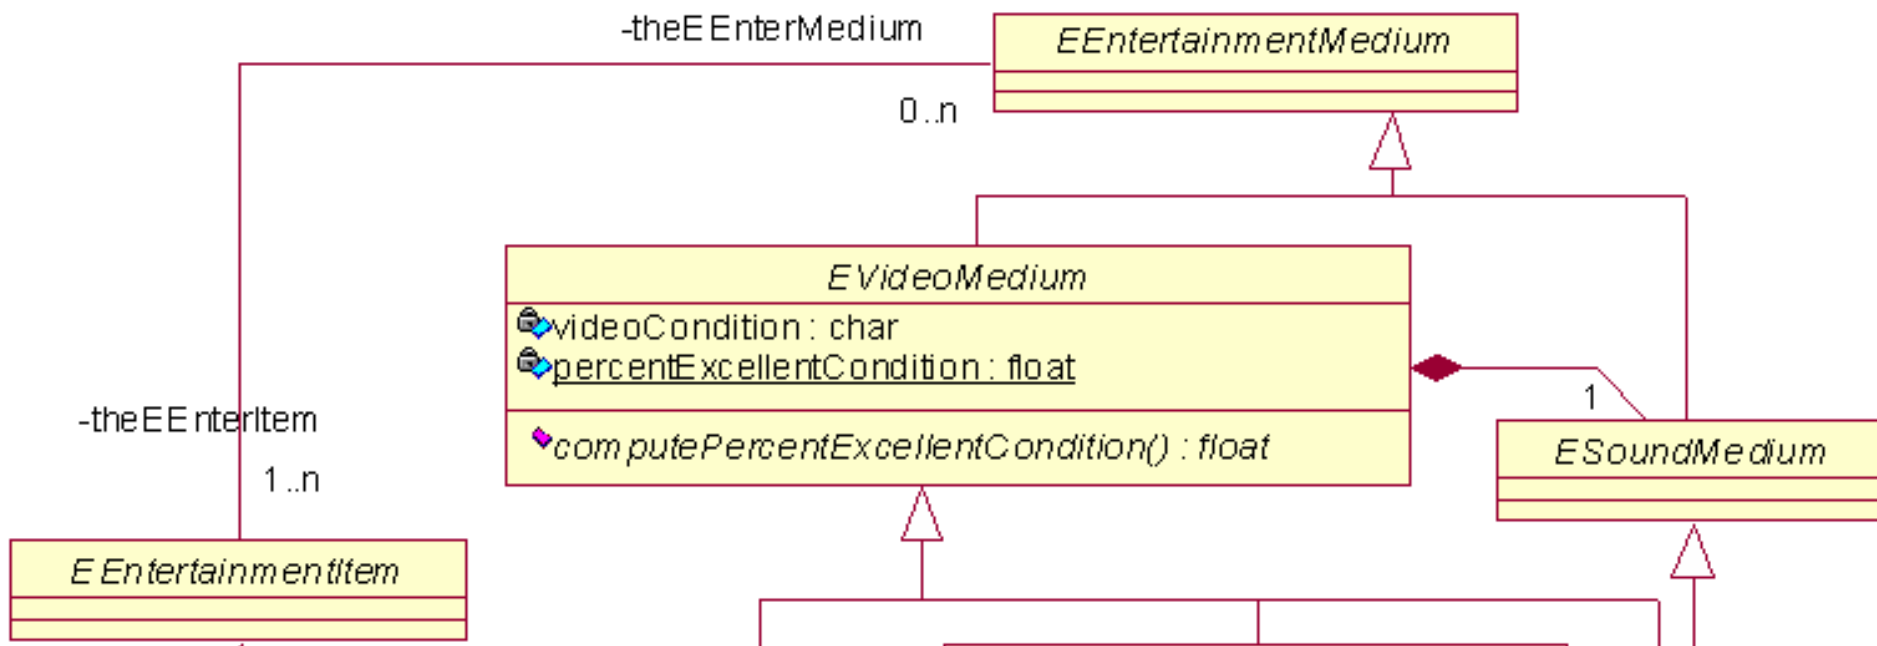 -theEEnterMedium
EEntertainmentMedium
0..n
EVideoMedium
videoCondition : char
percentExcellentCondition : float
computePercentExcellentCondition() : float
1
ESoundMedium
-theEEnterItem
1..n
EEntertainmentItem